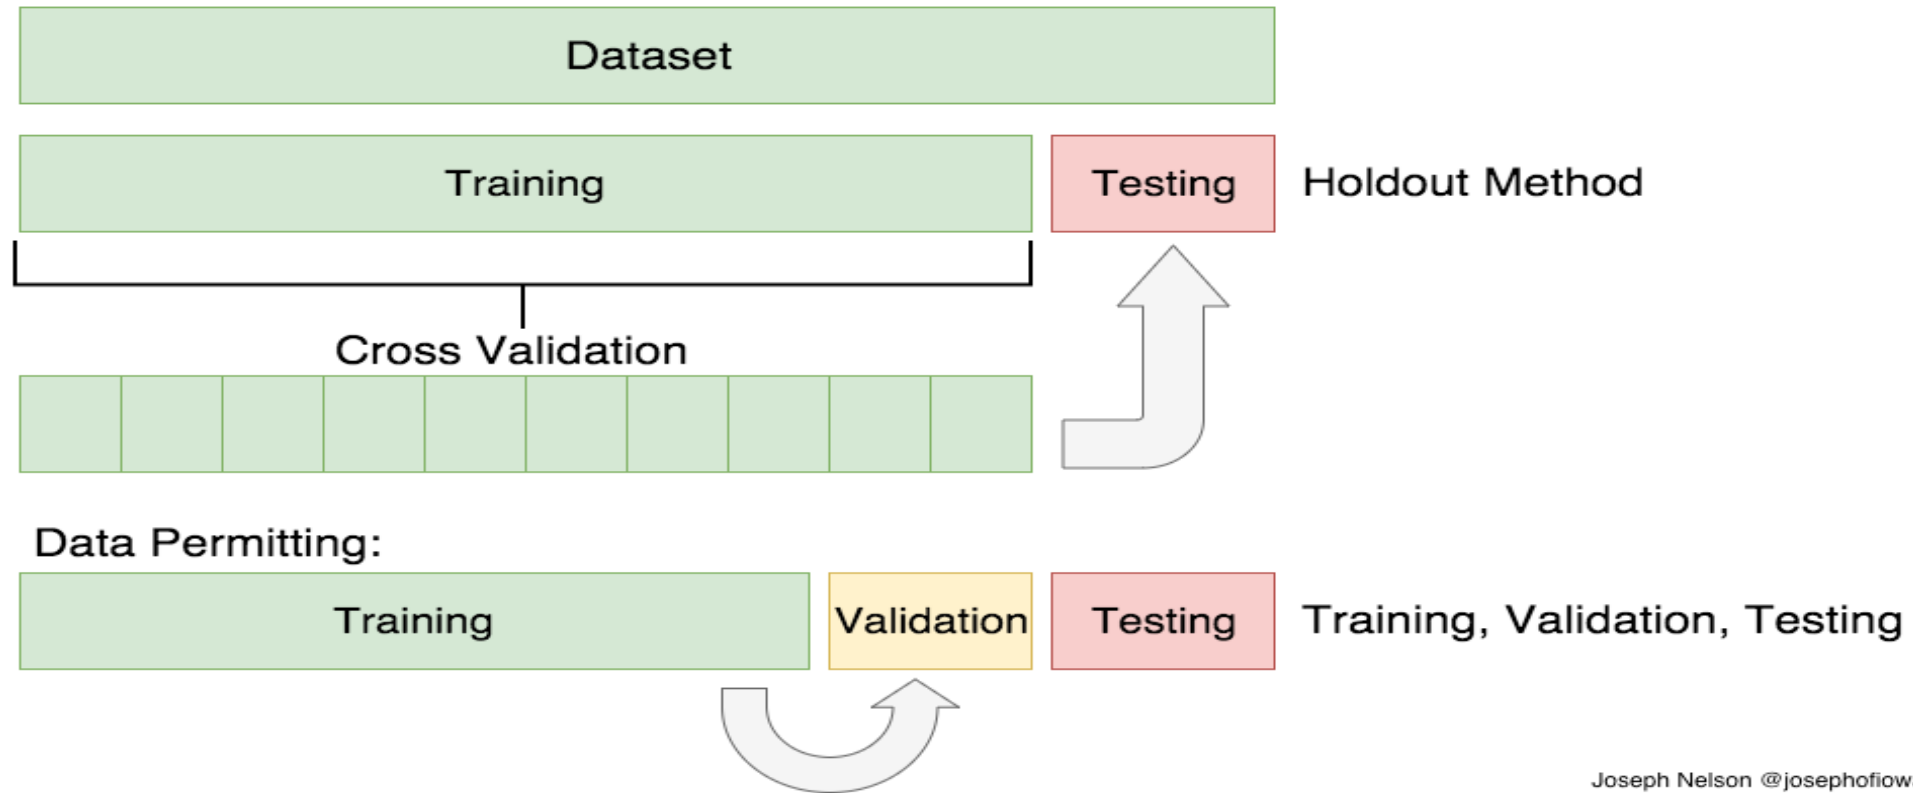 Dataset
Training
Testing
Holdout Method
Cross Validation
Data Permitting:
Training
Validation
Testing
Training, Validation, Testing
Joseph Nelson @josephofiow